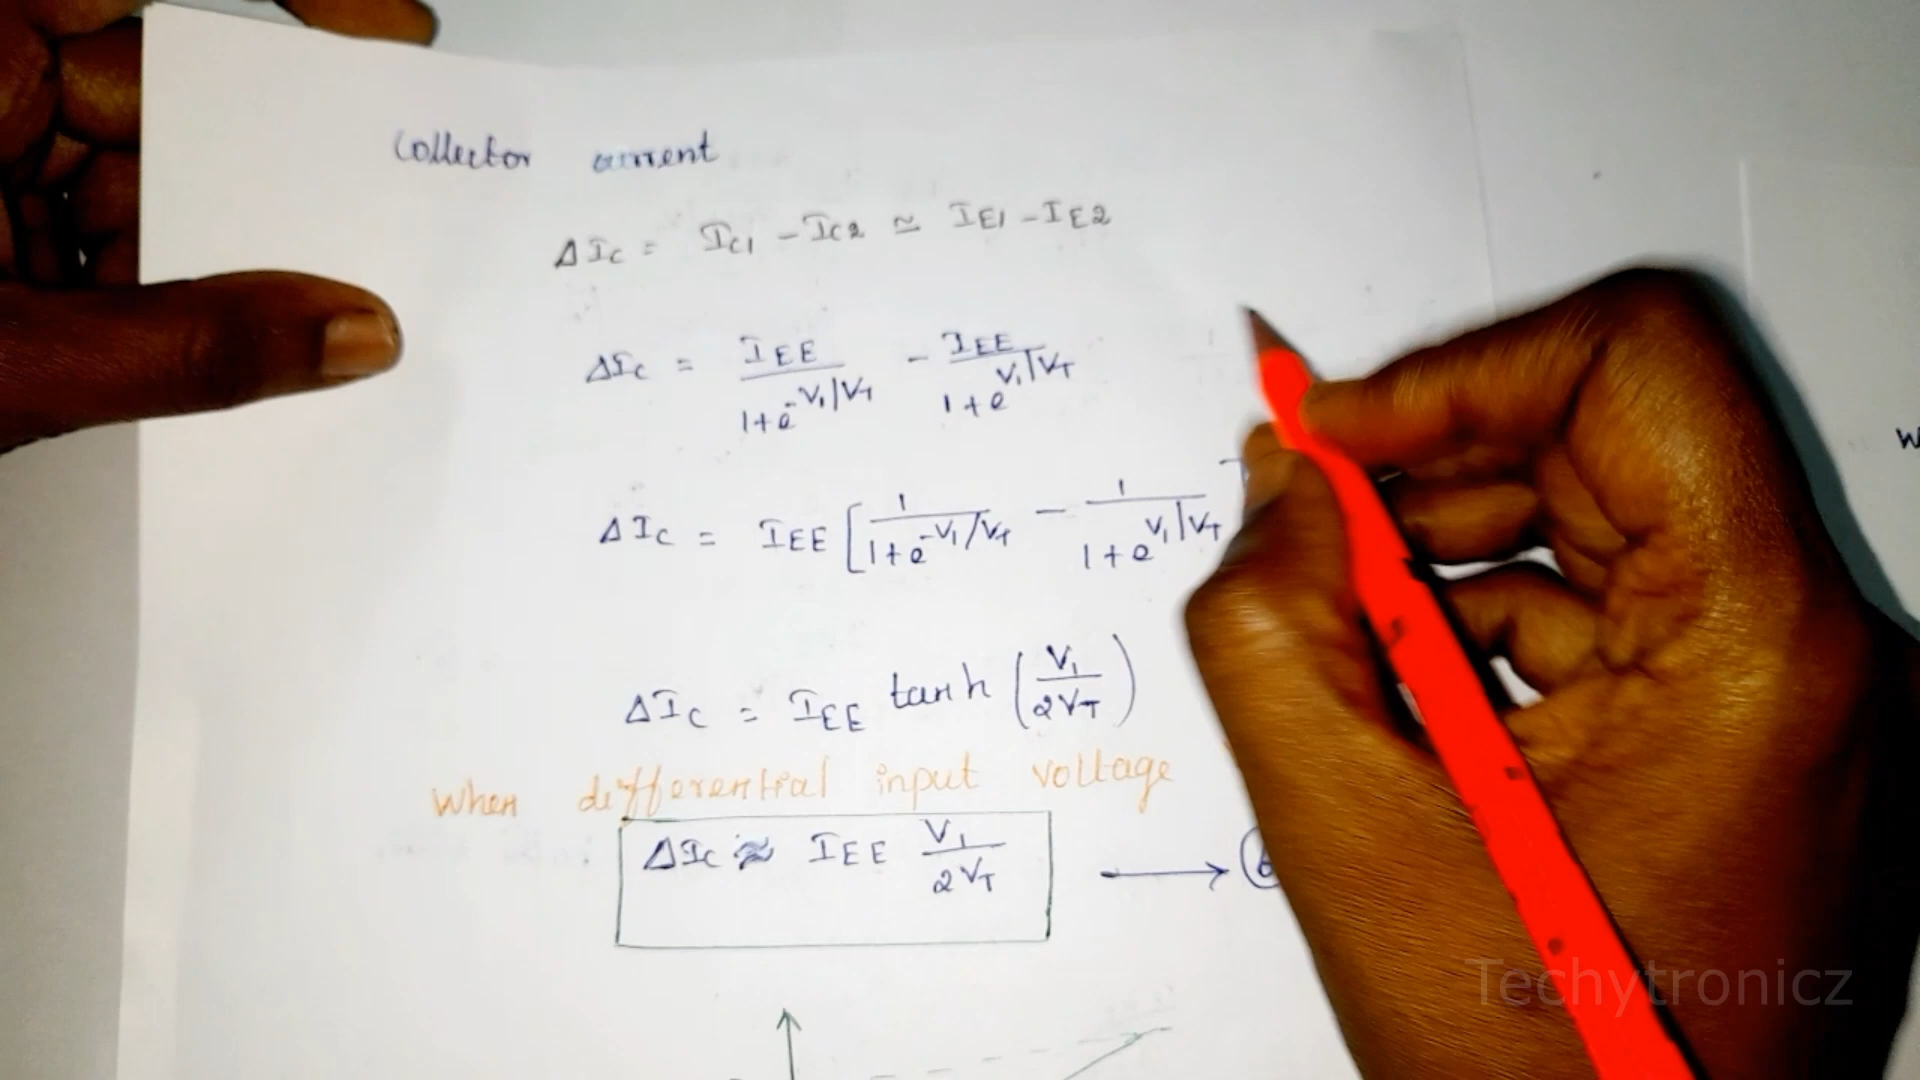 Collector current
ΔIC = IC1 - IC2 ≃ IE1 - IE2
ΔIC = IEE / 1+e^-V1/VT - IEE / 1+e^V1/VT
ΔIC = IEE [ 1 / 1+e^-V1/VT - 1 / 1+e^V1/VT ]
ΔIC = IEE tanh (V1 / 2VT)
When differential input voltage
ΔIC ≈ IEE V1 / 2VT → 6
Techytronicz